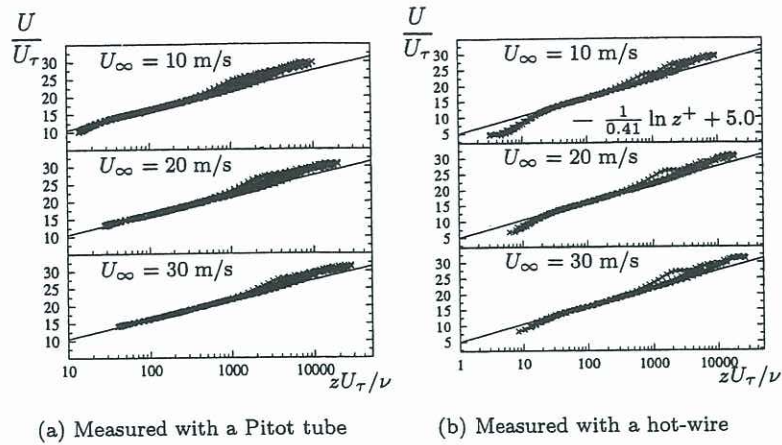 U/U_τ
30
25
20
15
10
U∞ = 10 m/s
30
25
20
15
10
U∞ = 20 m/s
30
25
20
15
10
U∞ = 30 m/s
10 100 1000 10000
zU_τ/ν
(a) Measured with a Pitot tube
U/U_τ
30
25
20
15
10
5
U∞ = 10 m/s
— 1/0.41 ln z⁺ + 5.0
30
25
20
15
10
5
U∞ = 20 m/s
30
25
20
15
10
5
U∞ = 30 m/s
1 10 100 1000 10000
zU_τ/ν
(b) Measured with a hot-wire